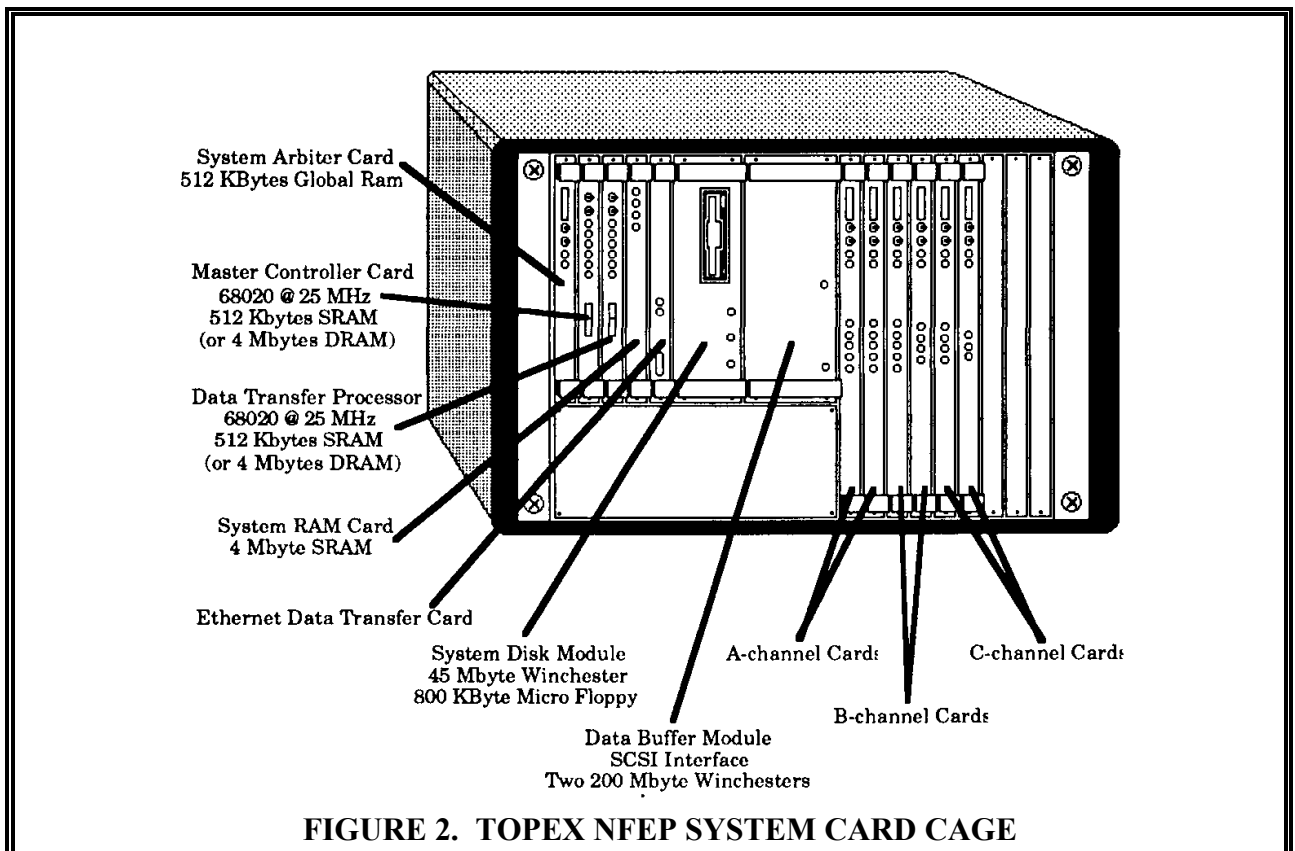 System Arbiter Card
512 KBytes Global Ram
Master Controller Card
68020 @ 25 MHz
512 Kbytes SRAM
(or 4 Mbytes DRAM)
Data Transfer Processor
68020 @ 25 MHz
512 Kbytes SRAM
(or 4 Mbytes DRAM)
System RAM Card
4 Mbyte SRAM
Ethernet Data Transfer Card
System Disk Module
45 Mbyte Winchester
800 KByte Micro Floppy
Data Buffer Module
SCSI Interface
Two 200 Mbyte Winchesters
A-channel Cards
B-channel Cards
C-channel Cards
FIGURE 2. TOPEX NFEP SYSTEM CARD CAGE